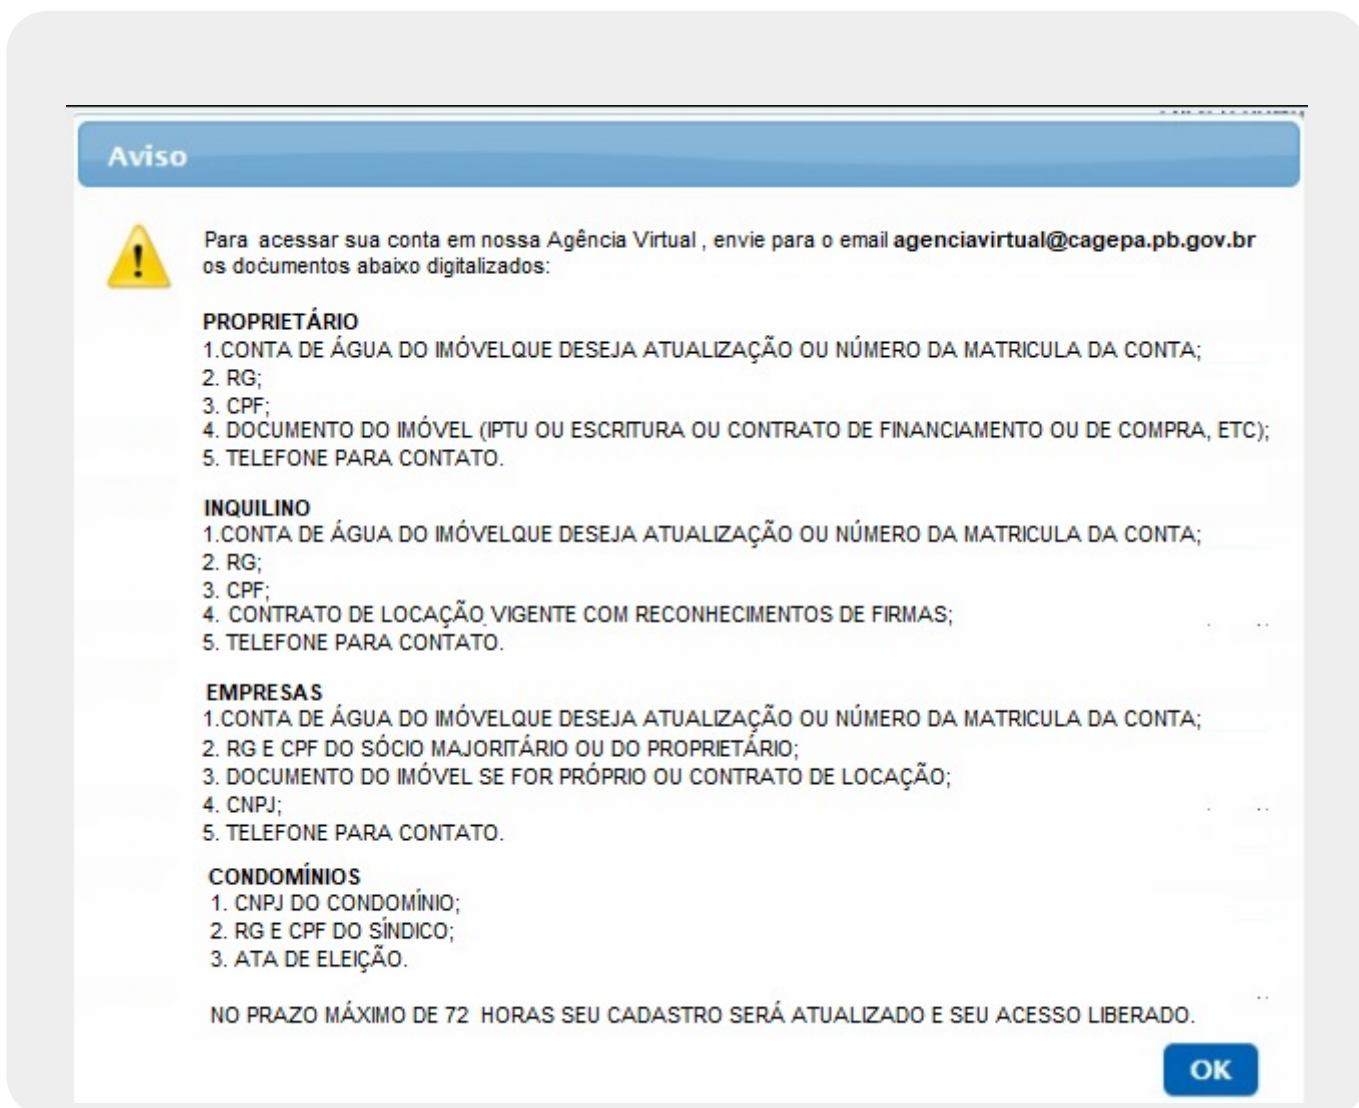 Aviso
Para acessar sua conta em nossa Agência Virtual , envie para o email agenciavirtual@cagepa.pb.gov.br
os documentos abaixo digitalizados:
PROPRIETÁRIO
1.CONTA DE ÁGUA DO IMÓVELQUE DESEJA ATUALIZAÇÃO OU NÚMERO DA MATRICULA DA CONTA;
2. RG;
3. CPF;
4. DOCUMENTO DO IMÓVEL (IPTU OU ESCRITURA OU CONTRATO DE FINANCIAMENTO OU DE COMPRA, ETC);
5. TELEFONE PARA CONTATO.
INQUILINO
1.CONTA DE ÁGUA DO IMÓVELQUE DESEJA ATUALIZAÇÃO OU NÚMERO DA MATRICULA DA CONTA;
2. RG;
3. CPF;
4. CONTRATO DE LOCAÇÃO VIGENTE COM RECONHECIMENTOS DE FIRMAS;
5. TELEFONE PARA CONTATO.
EMPRESAS
1.CONTA DE ÁGUA DO IMÓVELQUE DESEJA ATUALIZAÇÃO OU NÚMERO DA MATRICULA DA CONTA;
2. RG E CPF DO SÓCIO MAJORITÁRIO OU DO PROPRIETÁRIO;
3. DOCUMENTO DO IMÓVEL SE FOR PRÓPRIO OU CONTRATO DE LOCAÇÃO;
4. CNPJ;
5. TELEFONE PARA CONTATO.
CONDOMÍNIOS
1. CNPJ DO CONDOMÍNIO;
2. RG E CPF DO SÍNDICO;
3. ATA DE ELEIÇÃO.
NO PRAZO MÁXIMO DE 72 HORAS SEU CADASTRO SERÁ ATUALIZADO E SEU ACESSO LIBERADO.
OK